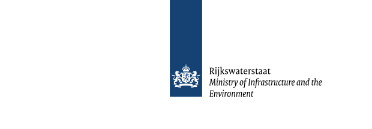 Rijkswaterstaat
Ministry of Infrastructure and the
Environment